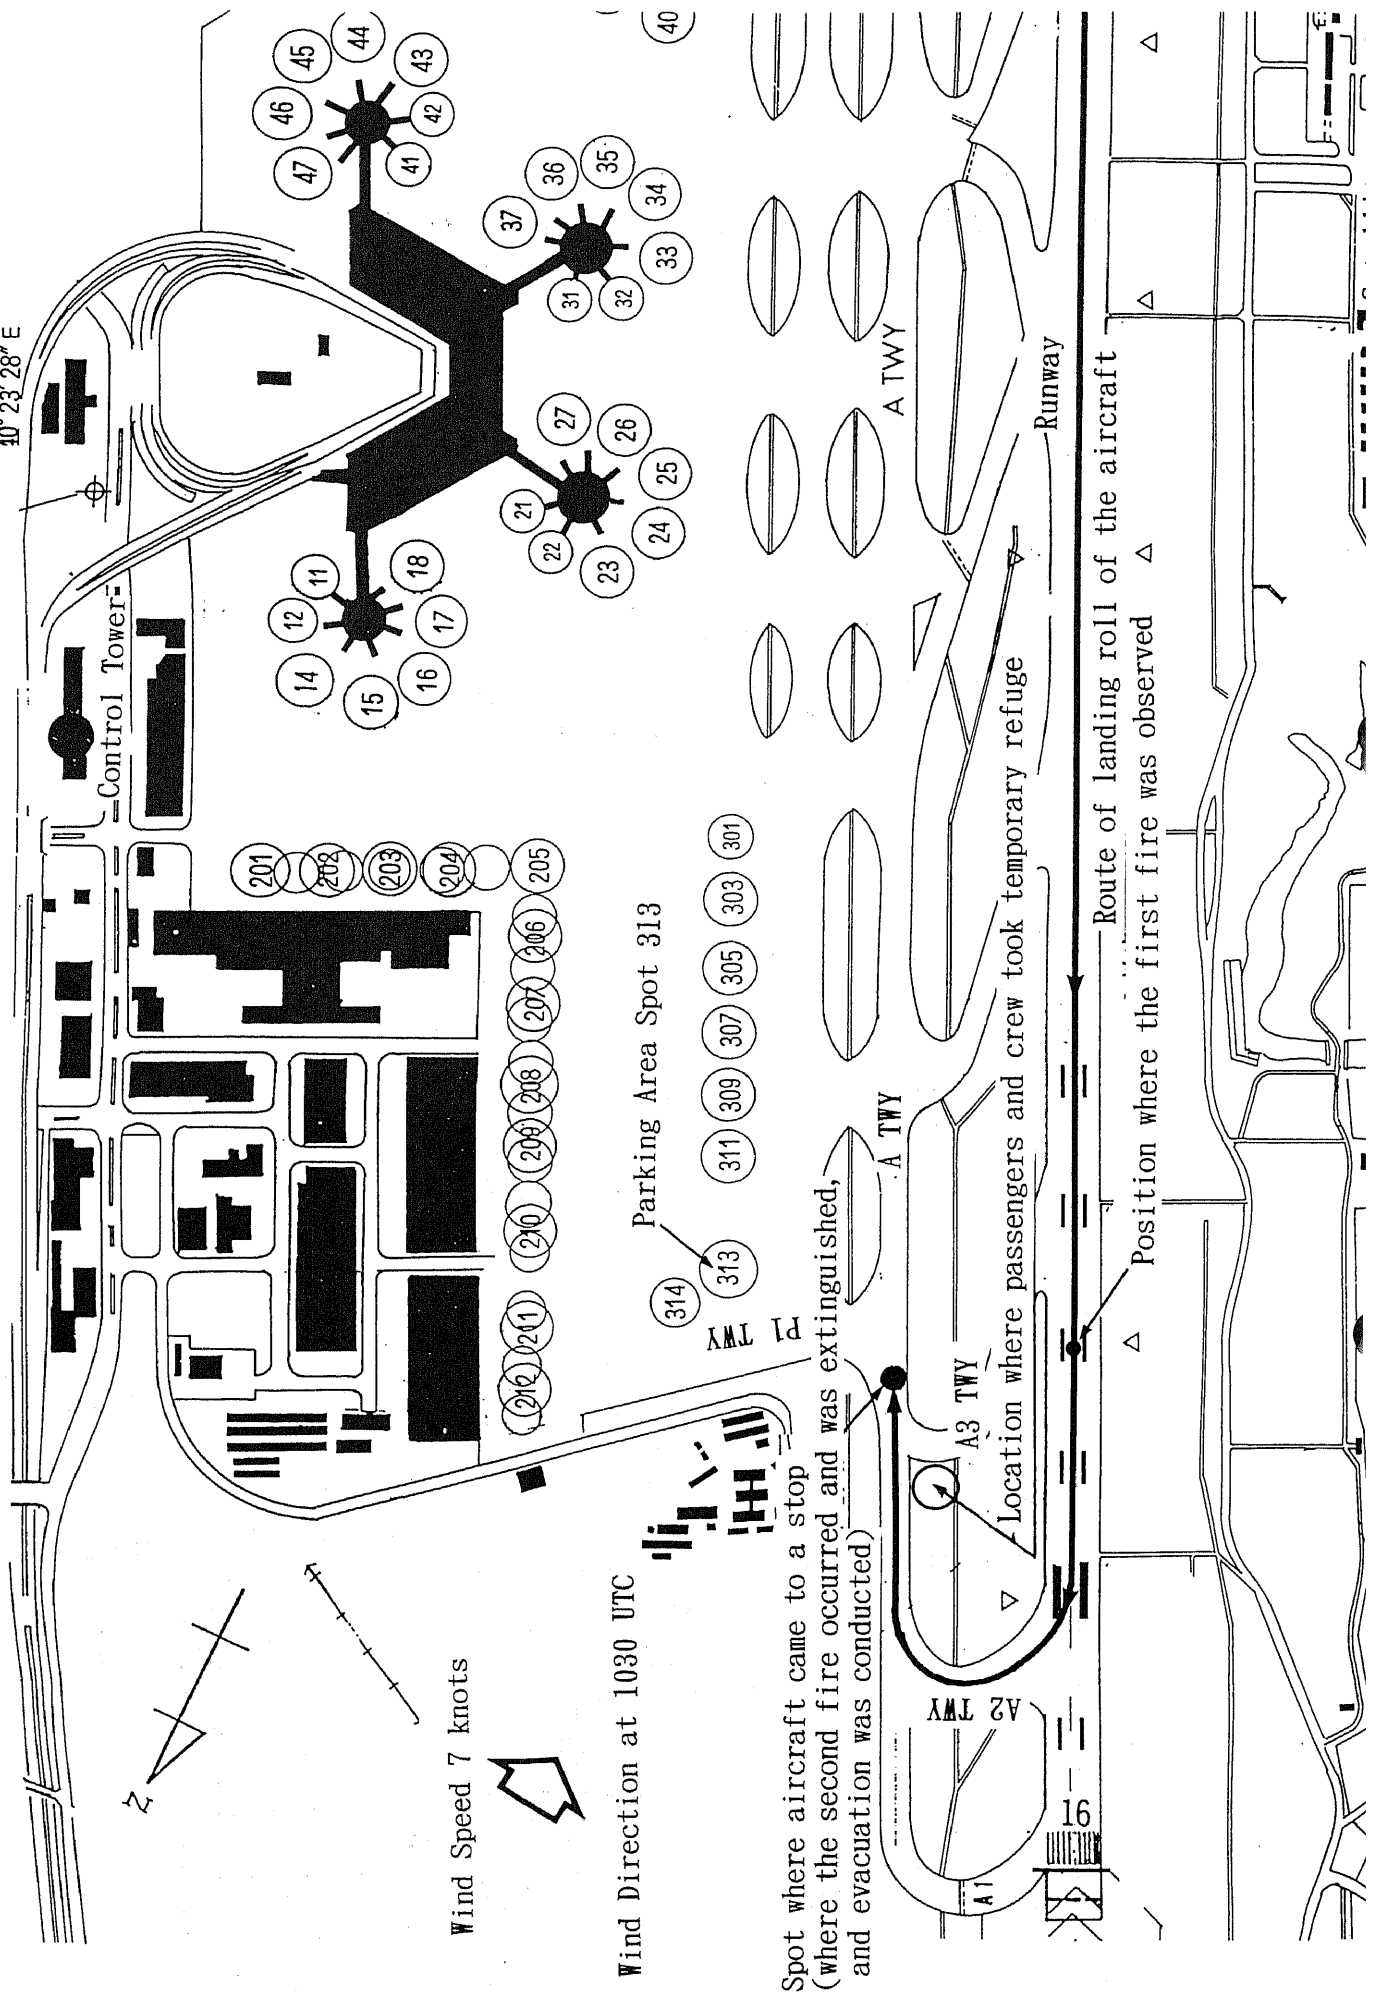 40° 23′ 28″ E
Control Tower
11
12
14
15
16
17
18
21
22
23
24
25
26
27
31
32
33
34
35
36
37
40
41
42
43
44
45
46
47
201
202
203
204
205
206
207
208
209
210
211
212
301
303
305
307
309
311
313
314
Parking Area Spot 313
P1 TWY
A TWY
A TWY
A3 TWY
A2 TWY
A1
16
Runway
N
Wind Speed 7 knots
Wind Direction at 1030 UTC
Spot where aircraft came to a stop
(where the second fire occurred and was extinguished,
and evacuation was conducted)
Location where passengers and crew took temporary refuge
Route of landing roll of the aircraft
Position where the first fire was observed